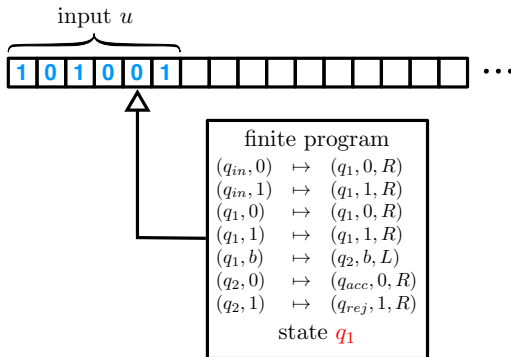 input u
1 0 1 0 0 1 ...
finite program
(q_in, 0) ↦ (q_1, 0, R)
(q_in, 1) ↦ (q_1, 1, R)
(q_1, 0) ↦ (q_1, 0, R)
(q_1, 1) ↦ (q_1, 1, R)
(q_1, b) ↦ (q_2, b, L)
(q_2, 0) ↦ (q_acc, 0, R)
(q_2, 1) ↦ (q_rej, 1, R)
state q_1